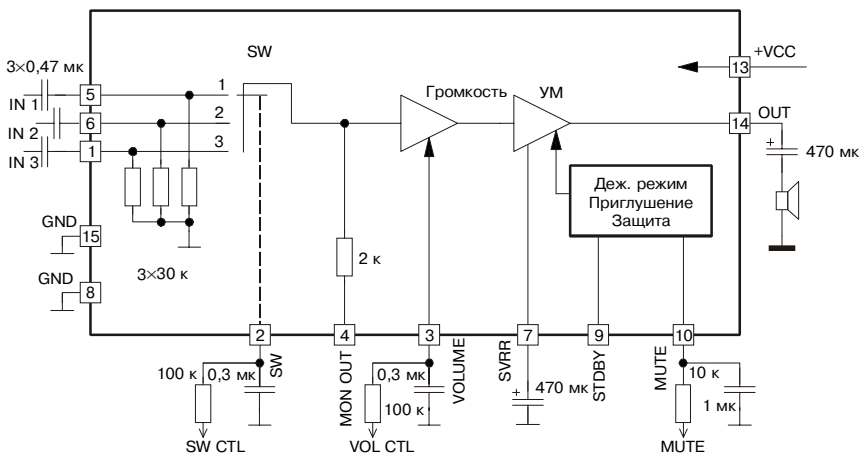 SW
+VCC
13
3×0,47 мк
IN 1
5
1
Громкость
УМ
IN 2
6
2
OUT
14
IN 3
1
3
+
470 мк
Деж. режим
Приглушение
Защита
GND
15
2 к
GND
8
3×30 к
2
4
3
7
9
10
SW
MON OUT
VOLUME
SVRR
STDBY
MUTE
100 к
0,3 мк
0,3 мк
100 к
+
470 мк
10 к
1 мк
SW CTL
VOL CTL
MUTE